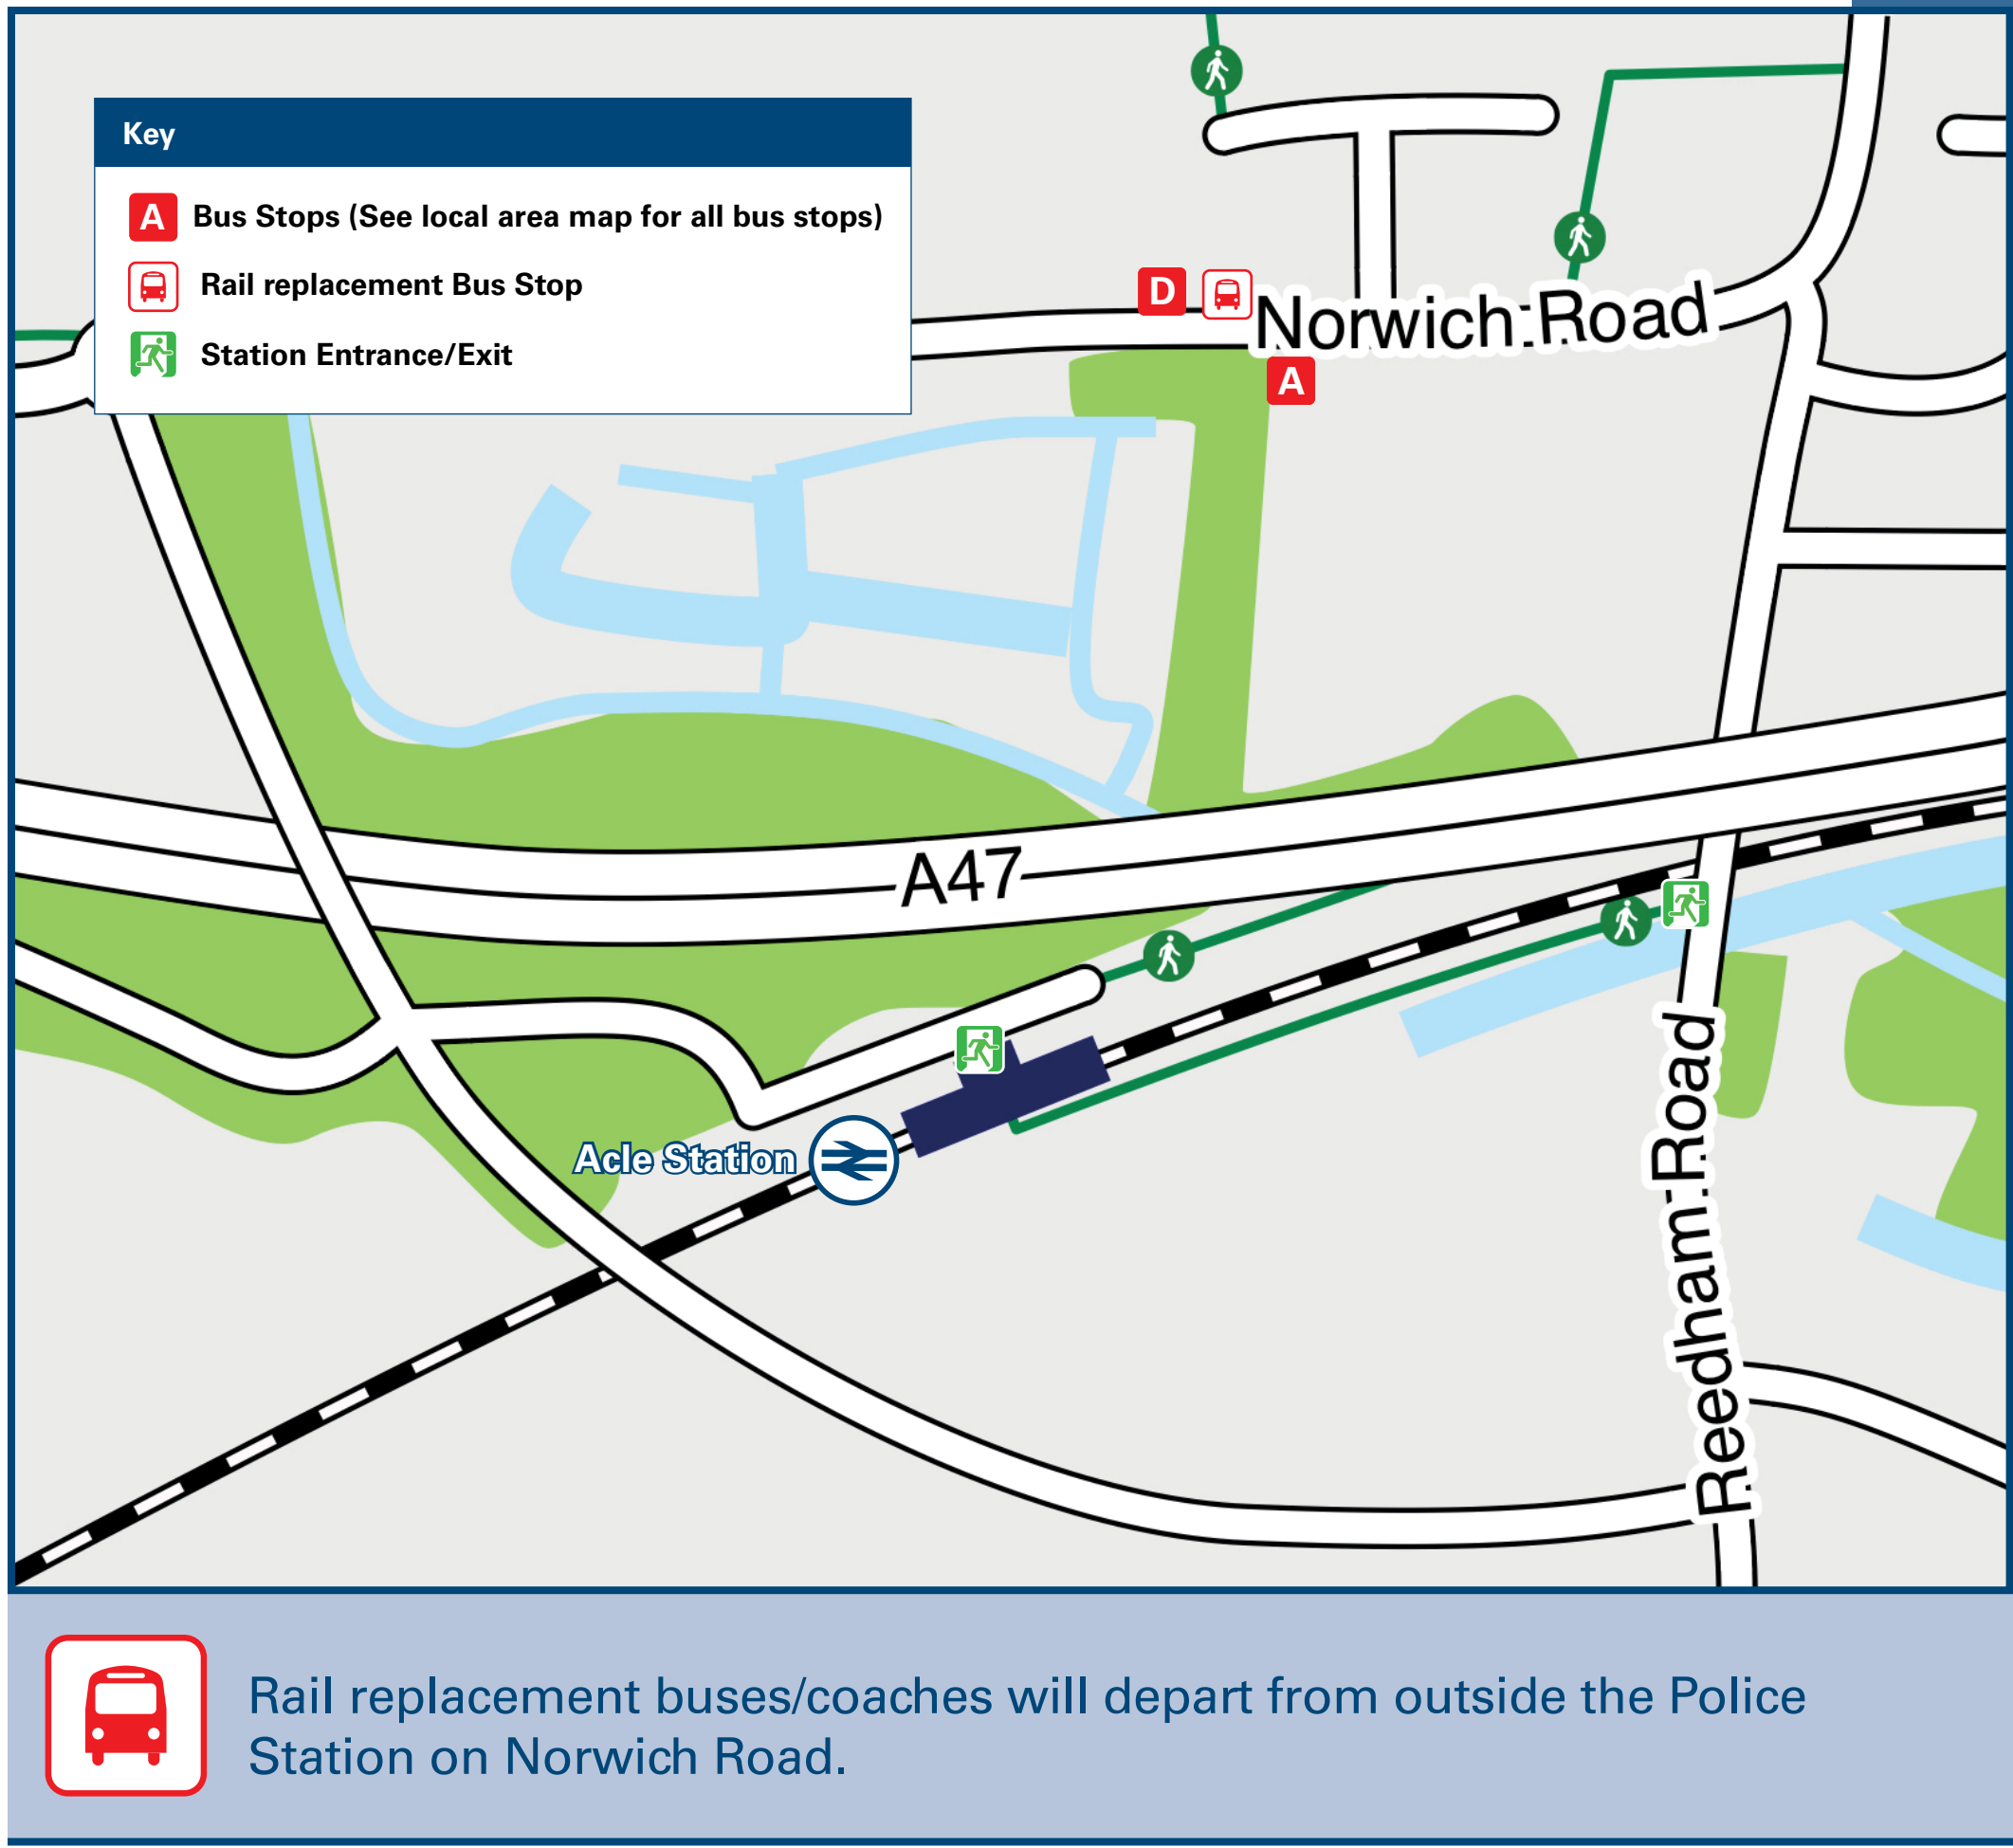 Key
A Bus Stops (See local area map for all bus stops)
Rail replacement Bus Stop
Station Entrance/Exit
D
Norwich Road
A
A47
Acle Station
Reedham Road
Rail replacement buses/coaches will depart from outside the Police
Station on Norwich Road.